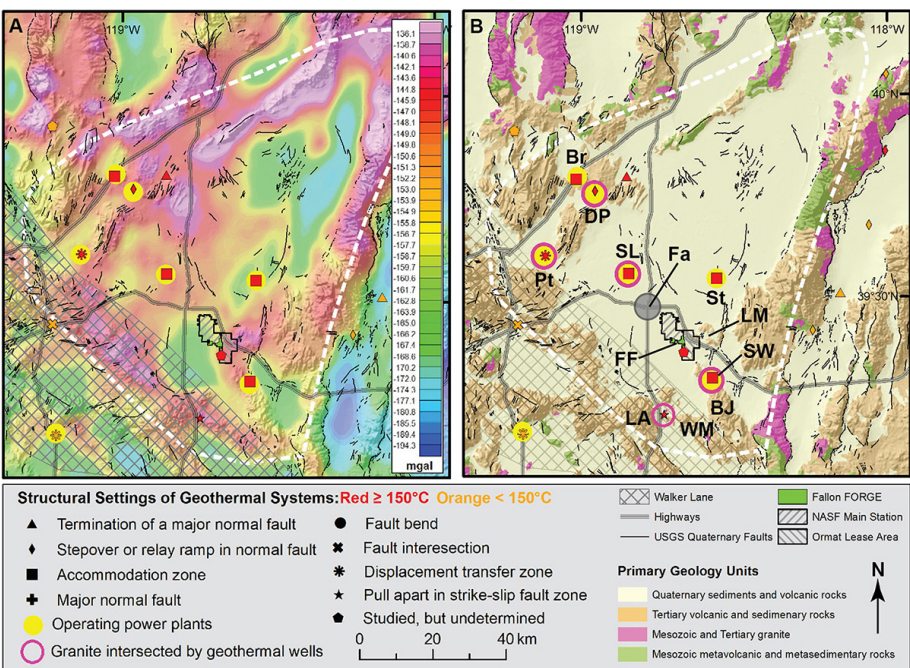 A
119°W
136.1
-138.7
-140.6
-142.1
-143.6
-144.8
-145.9
-147.0
-148.1
-149.0
-149.8
-150.6
-151.3
-152.2
-153.0
-153.9
-154.9
-155.8
-156.7
-157.7
-158.7
-159.7
-160.6
-161.7
-162.8
-163.9
-165.2
-166.2
-167.4
-168.6
-170.3
-172.0
-173.9
-177.1
-180.8
-185.5
-189.4
-194.3
mgal
B
119°W
118°W
40°N
39°30'N
Br
DP
Pt
SL
Fa
St
LM
FF
SW
BJ
LA
WM
Structural Settings of Geothermal Systems: Red ≥ 150°C Orange < 150°C
Termination of a major normal fault
Stepover or relay ramp in normal fault
Accommodation zone
Major normal fault
Operating power plants
Granite intersected by geothermal wells
Fault bend
Fault interesection
Displacement transfer zone
Pull apart in strike-slip fault zone
Studied, but undetermined
0 20 40
km
Walker Lane
Highways
USGS Quaternary Faults
Fallon FORGE
NASF Main Station
Ormat Lease Area
Primary Geology Units
Quaternary sediments and volcanic rocks
Tertiary volcanic and sedimenary rocks
Mesozoic and Tertiary granite
Mesozoic metavolcanic and metasedimentary rocks
N